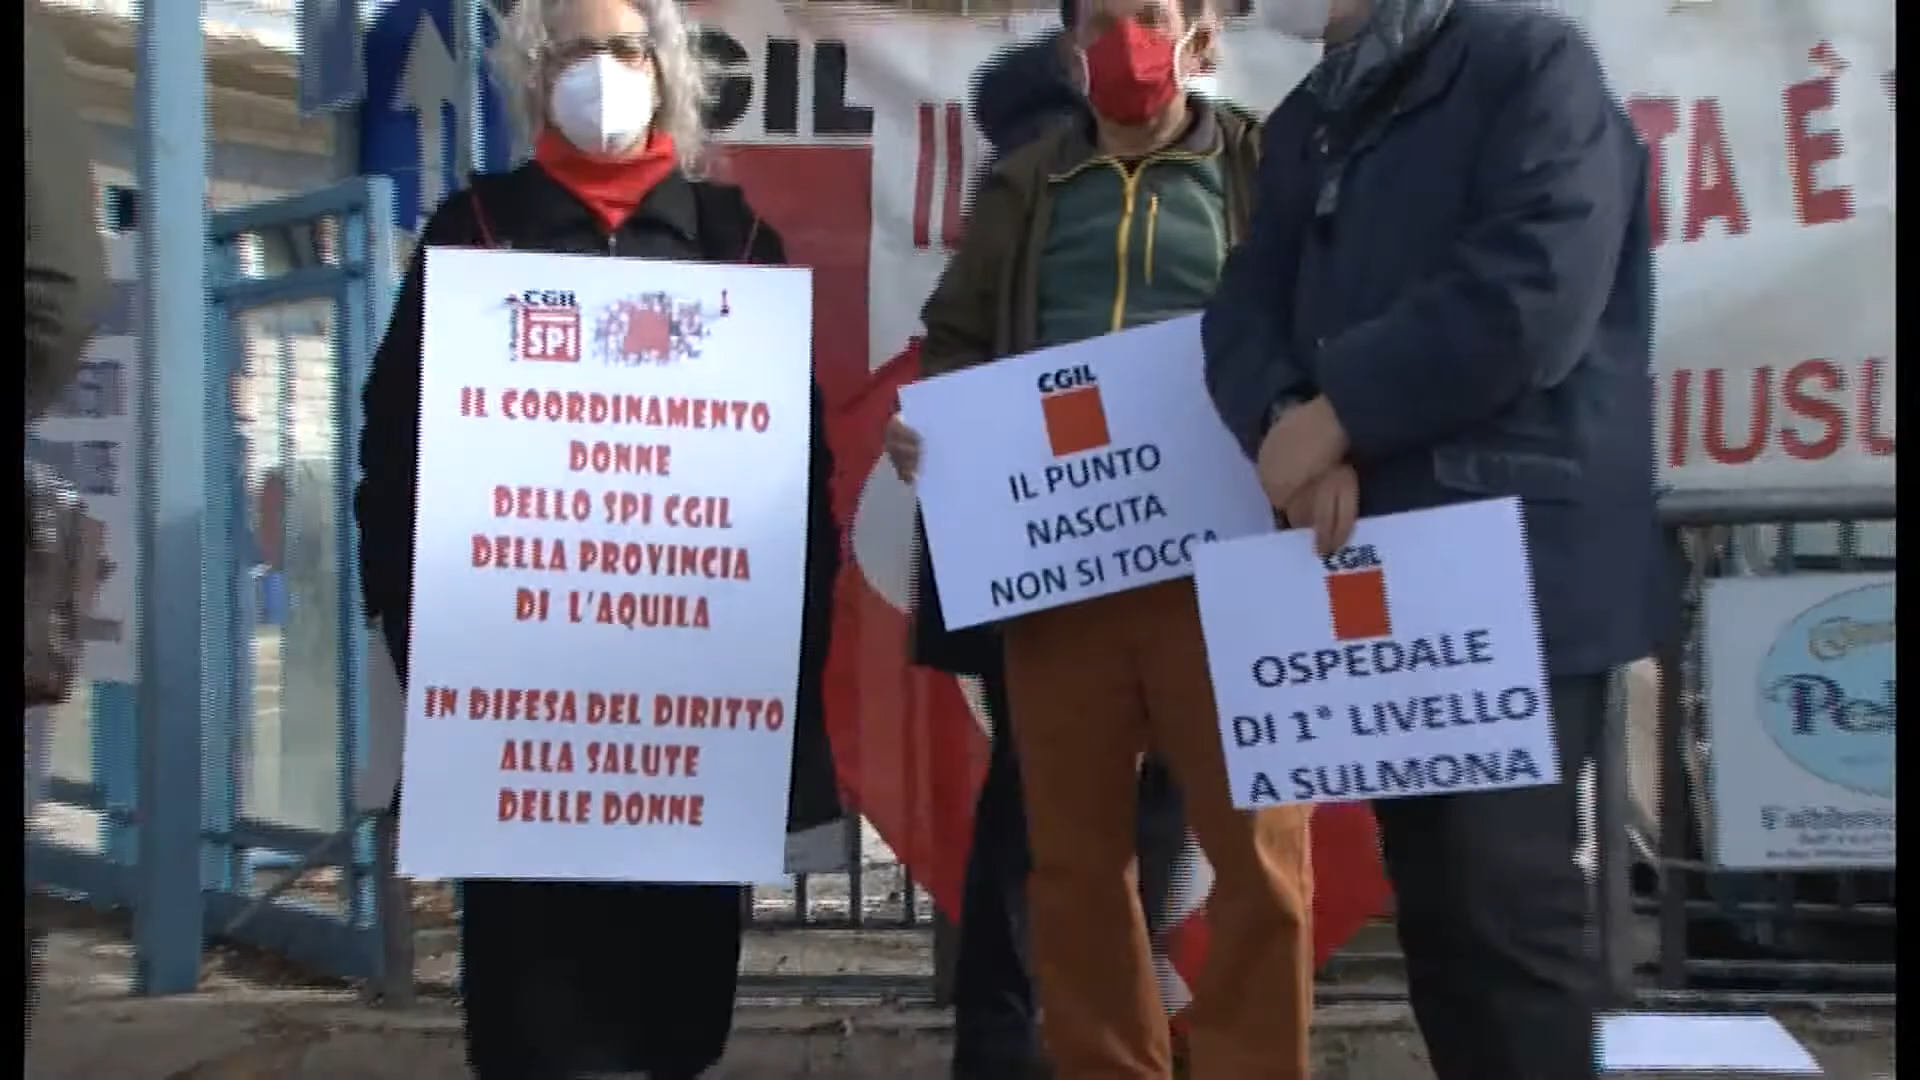 CGIL
IL
TA È
IUSU
CGIL
SPI
IL COORDINAMENTO
DONNE
DELLO SPI CGIL
DELLA PROVINCIA
DI L'AQUILA
IN DIFESA DEL DIRITTO
ALLA SALUTE
DELLE DONNE
CGIL
IL PUNTO
NASCITA
NON SI TOCCA
CGIL
OSPEDALE
DI 1° LIVELLO
A SULMONA